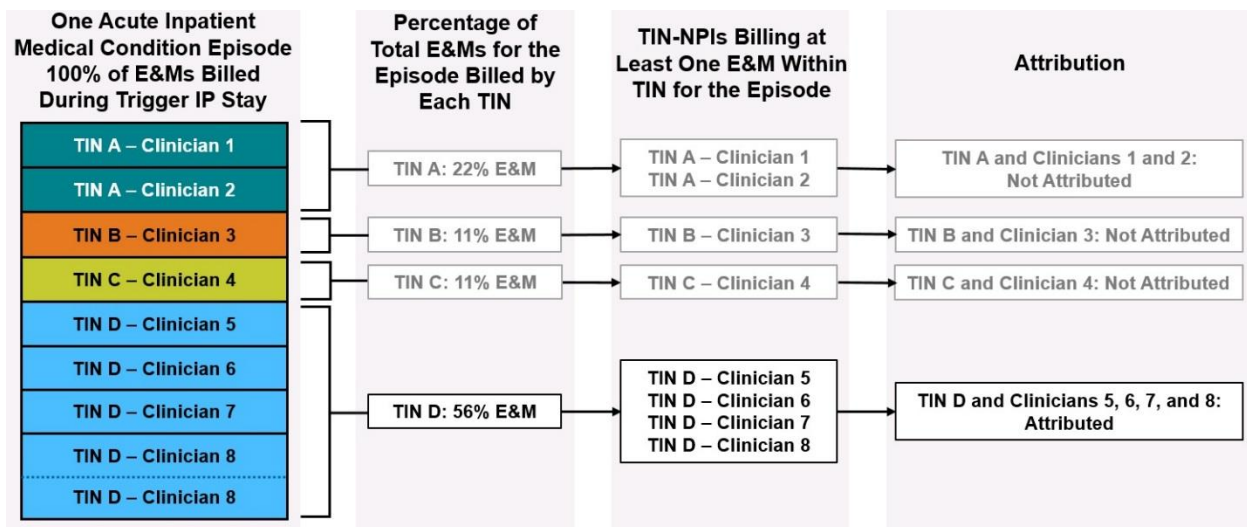 One Acute Inpatient
Medical Condition Episode
100% of E&Ms Billed
During Trigger IP Stay
TIN A – Clinician 1
TIN A – Clinician 2
TIN B – Clinician 3
TIN C – Clinician 4
TIN D – Clinician 5
TIN D – Clinician 6
TIN D – Clinician 7
TIN D – Clinician 8
TIN D – Clinician 8
Percentage of
Total E&Ms for the
Episode Billed by
Each TIN
TIN A: 22% E&M
TIN B: 11% E&M
TIN C: 11% E&M
TIN D: 56% E&M
TIN-NPIs Billing at
Least One E&M Within
TIN for the Episode
TIN A – Clinician 1
TIN A – Clinician 2
TIN B – Clinician 3
TIN C – Clinician 4
TIN D – Clinician 5
TIN D – Clinician 6
TIN D – Clinician 7
TIN D – Clinician 8
Attribution
TIN A and Clinicians 1 and 2:
Not Attributed
TIN B and Clinician 3: Not Attributed
TIN C and Clinician 4: Not Attributed
TIN D and Clinicians 5, 6, 7, and 8:
Attributed